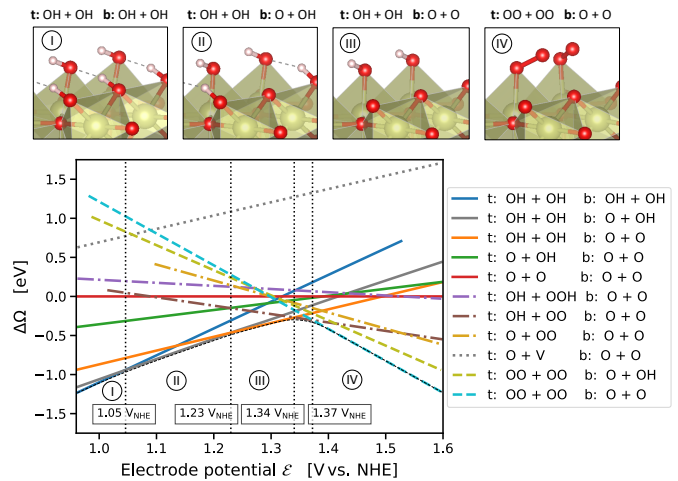 t: OH + OH b: OH + OH
t: OH + OH b: O + OH
t: OH + OH b: O + O
t: OO + OO b: O + O
I
II
III
IV
ΔΩ [eV]
1.5
1.0
0.5
0.0
−0.5
−1.0
−1.5
I
II
III
IV
1.05 V_NHE
1.23 V_NHE
1.34 V_NHE
1.37 V_NHE
1.0
1.1
1.2
1.3
1.4
1.5
1.6
Electrode potential ℰ [V vs. NHE]
t: OH + OH b: OH + OH
t: OH + OH b: O + OH
t: OH + OH b: O + O
t: O + OH b: O + O
t: O + O b: O + O
t: OH + OOH b: O + O
t: OH + OO b: O + O
t: O + OO b: O + O
t: O + V b: O + O
t: OO + OO b: O + OH
t: OO + OO b: O + O